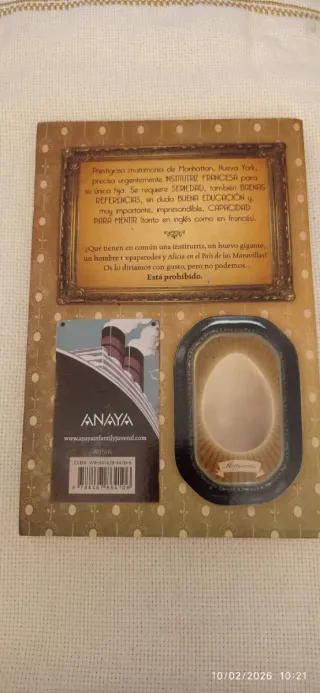 Prestigioso matrimonio de Manhattan, Nueva York,
precisa urgentemente INSTITUTRIZ FRANCESA para
su única hija. Se requiere SERIEDAD, también BUENAS
REFERENCIAS, sin duda BUENA EDUCACIÓN y,
muy importante, imprescindible, CAPACIDAD
PARA MENTIR (tanto en inglés como en francés).
¿Qué tienen en común una institutriz, un huevo gigante,
un hombre trepaparedes y Alicia en el País de las Maravillas?
Os lo diríamos con gusto, pero no podemos.
Está prohibido.
ANAYA
www.anayainfantilyjuvenil.com
ISBN
10/02/2026 10:21